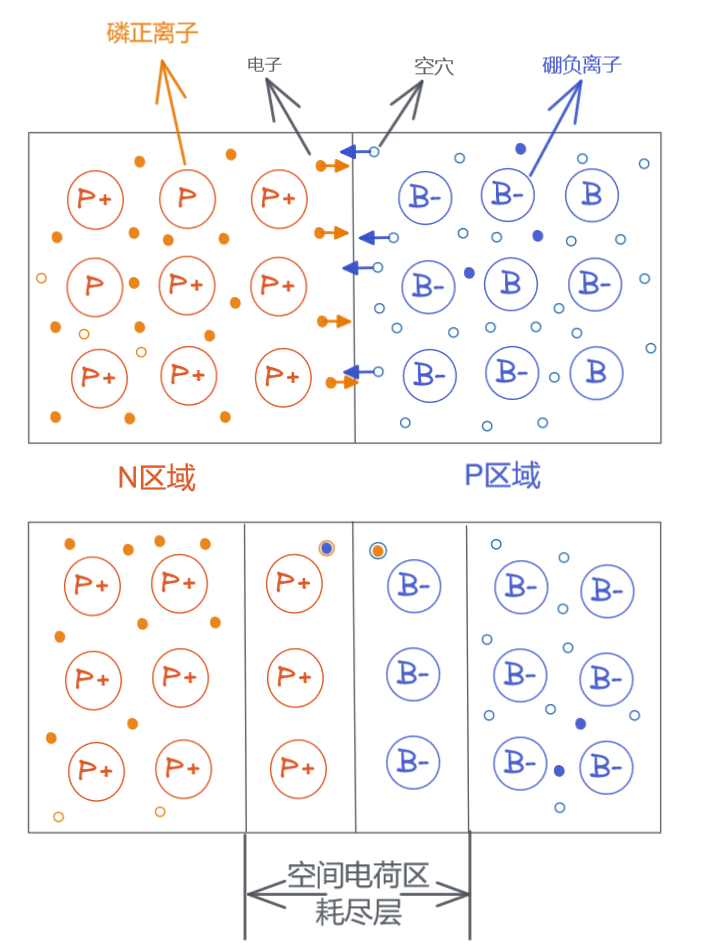 磷正离子
电子 空穴 硼负离子
P+ P P+ B- B- B
P P+ P+ B- B B-
P+ P+ P+ B- B- B
N区域 P区域
P+ P+ P+ B- B- B-
P+ P+ P+ B- B- B-
P+ P+ P+ B- B- B-
空间电荷区
耗尽层